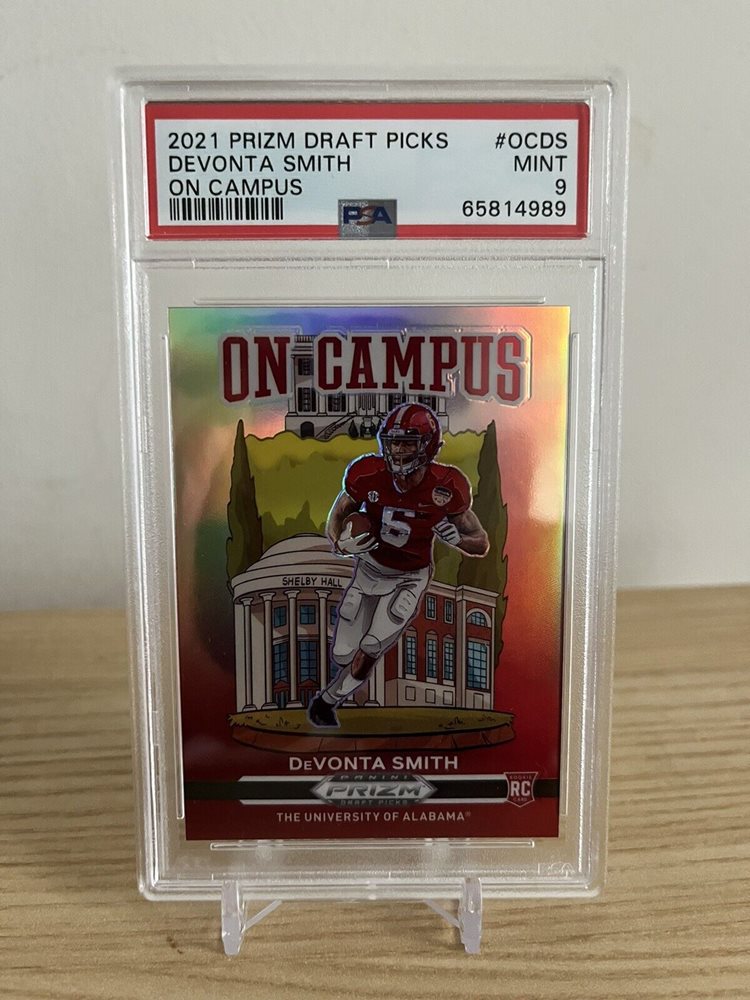 2021 PRIZM DRAFT PICKS #OCDS
DEVONTA SMITH MINT
ON CAMPUS 9
PSA 65814989
ON CAMPUS
6
SHELBY HALL
DeVONTA SMITH
PANINI
PRIZM
DRAFT PICKS
ROOKIE
RC
CARD
THE UNIVERSITY OF ALABAMA®